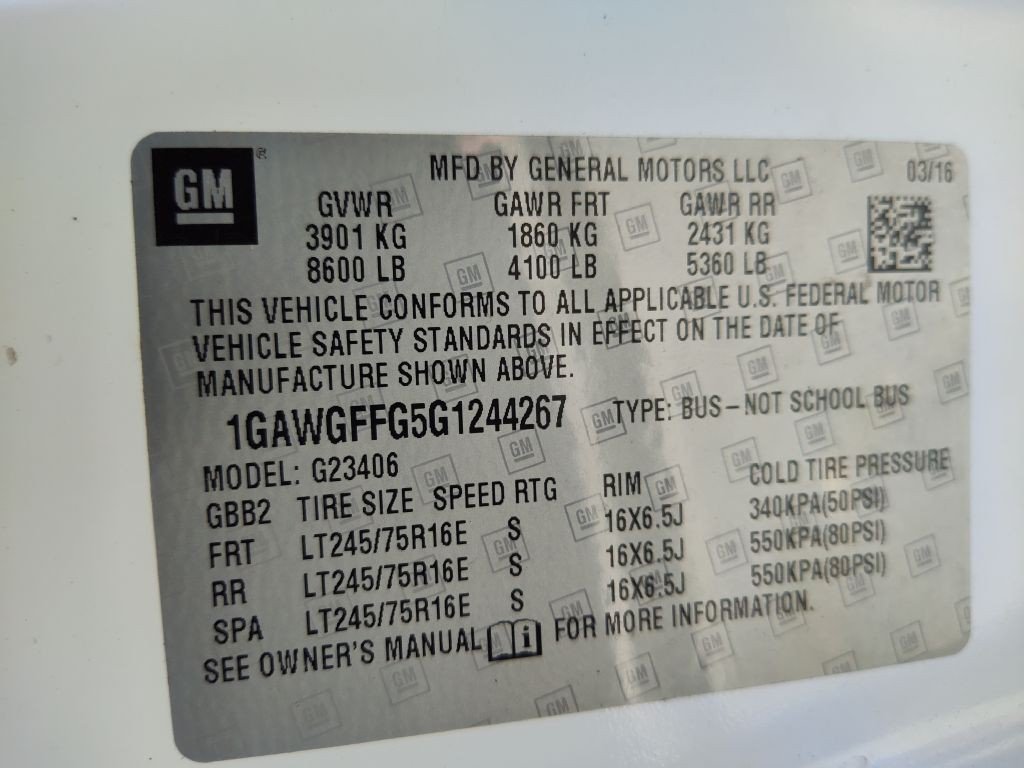 GM ®
MFD BY GENERAL MOTORS LLC 03/16
GVWR GAWR FRT GAWR RR
3901 KG 1860 KG 2431 KG
8600 LB 4100 LB 5360 LB
THIS VEHICLE CONFORMS TO ALL APPLICABLE U.S. FEDERAL MOTOR
VEHICLE SAFETY STANDARDS IN EFFECT ON THE DATE OF
MANUFACTURE SHOWN ABOVE.
1GAWGFFG5G1244267 TYPE: BUS – NOT SCHOOL BUS
MODEL: G23406
GBB2 TIRE SIZE SPEED RTG RIM COLD TIRE PRESSURE
FRT LT245/75R16E S 16X6.5J 340KPA(50PSI)
RR LT245/75R16E S 16X6.5J 550KPA(80PSI)
SPA LT245/75R16E S 16X6.5J 550KPA(80PSI)
SEE OWNER'S MANUAL i FOR MORE INFORMATION.